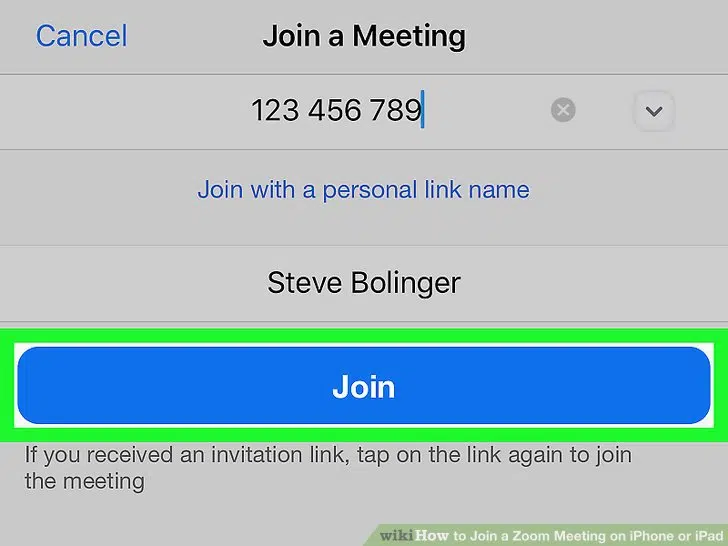 Cancel Join a Meeting
123 456 789
Join with a personal link name
Steve Bolinger
Join
If you received an invitation link, tap on the link again to join
the meeting
wikiHow to Join a Zoom Meeting on iPhone or iPad